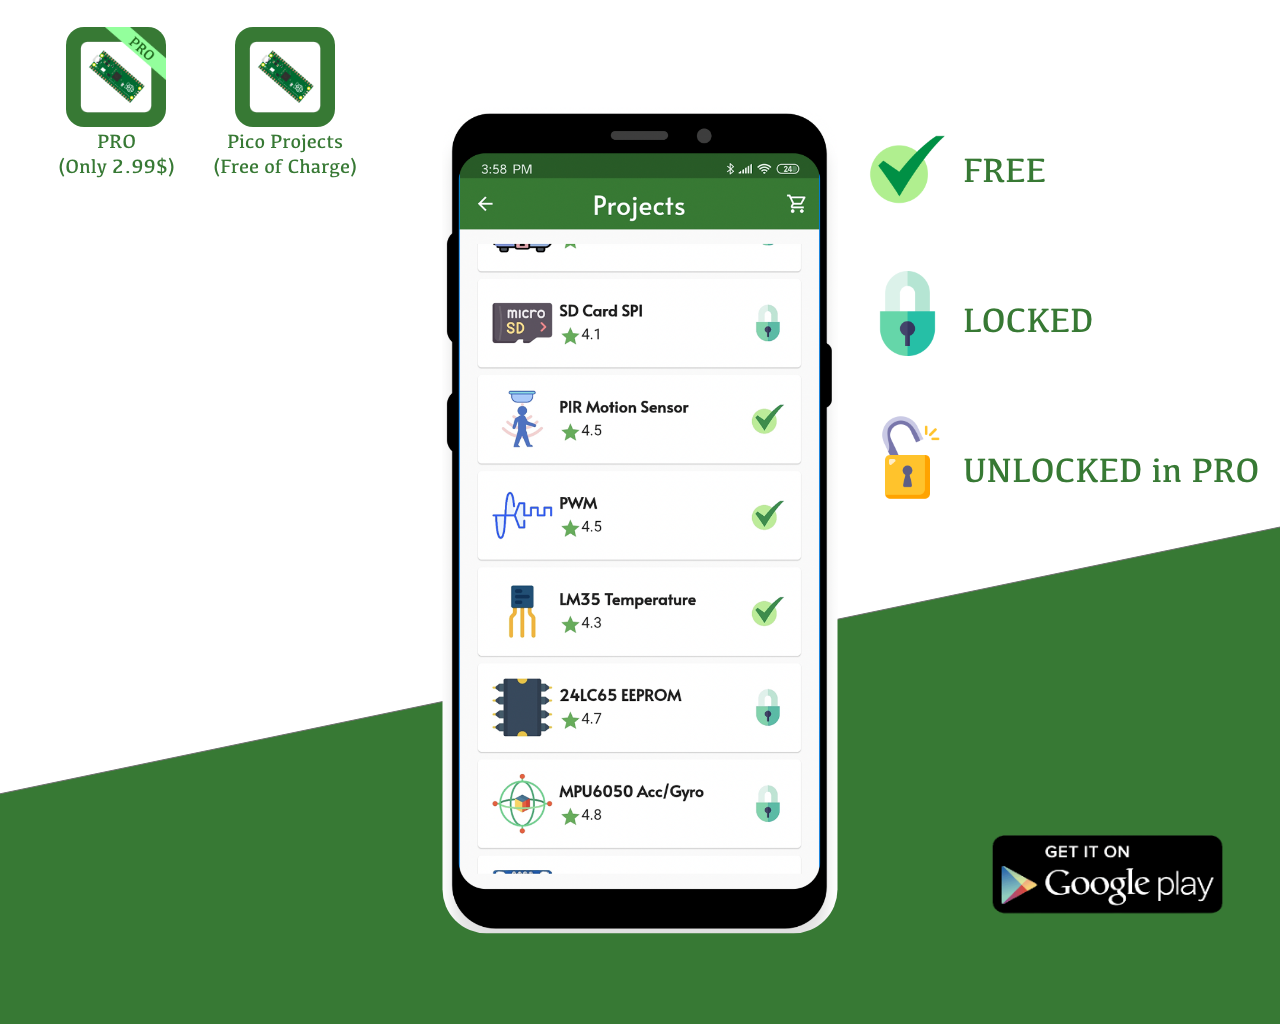 PRO
PRO
(Only 2.99$)
Pico Projects
(Free of Charge)
3:58 PM
24
Projects
micro
SD
SD Card SPI
4.1
PIR Motion Sensor
4.5
PWM
4.5
LM35 Temperature
4.3
24LC65 EEPROM
4.7
MPU6050 Acc/Gyro
4.8
FREE
LOCKED
UNLOCKED in PRO
GET IT ON
Google play